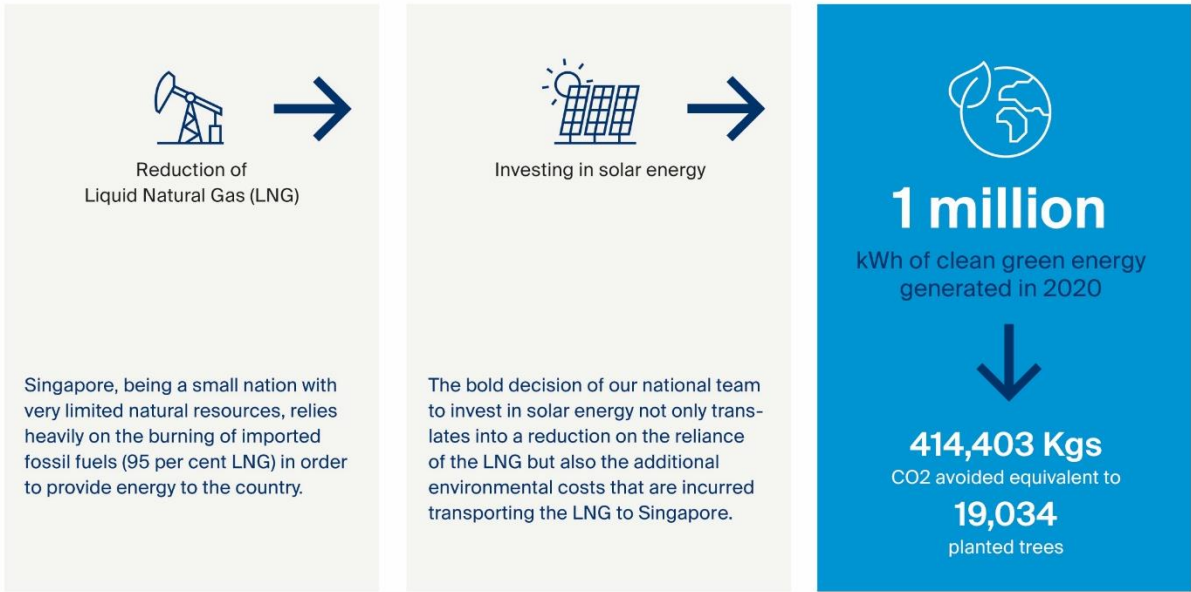 Reduction of
Liquid Natural Gas (LNG)
Singapore, being a small nation with
very limited natural resources, relies
heavily on the burning of imported
fossil fuels (95 per cent LNG) in order
to provide energy to the country.
Investing in solar energy
The bold decision of our national team
to invest in solar energy not only trans-
lates into a reduction on the reliance
of the LNG but also the additional
environmental costs that are incurred
transporting the LNG to Singapore.
1 million
kWh of clean green energy
generated in 2020
414,403 Kgs
CO2 avoided equivalent to
19,034
planted trees